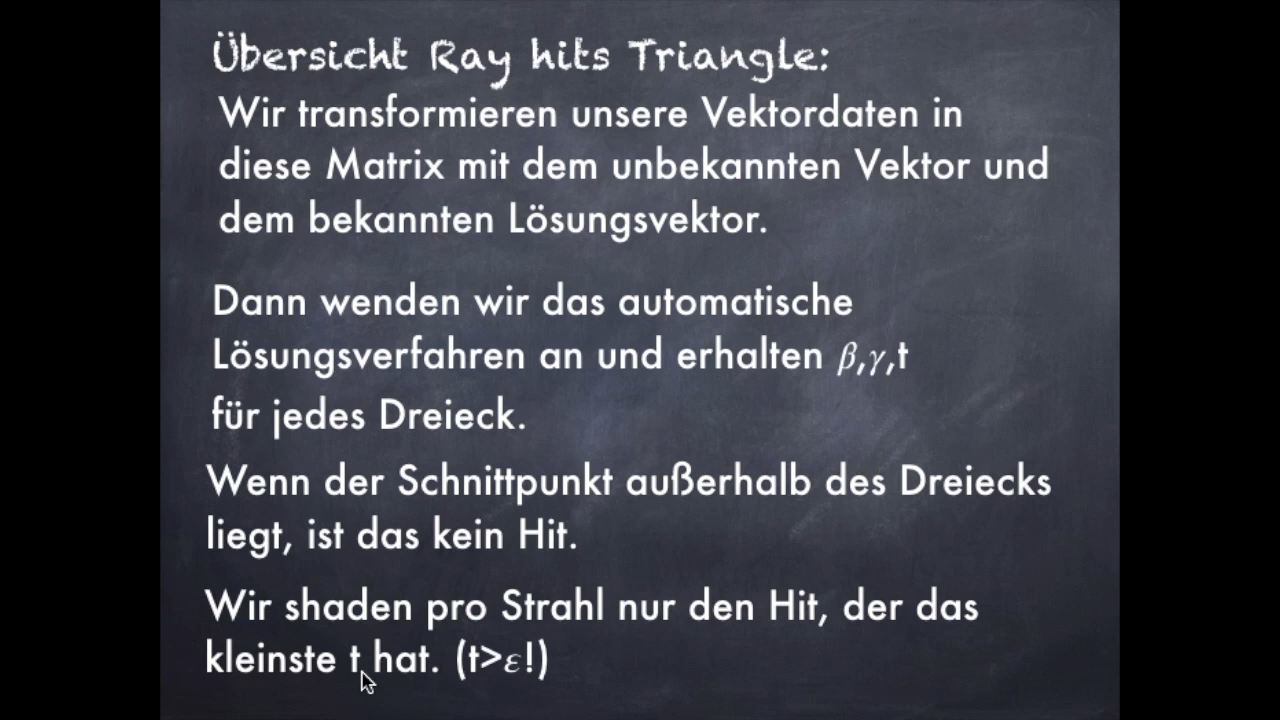 Übersicht Ray hits Triangle:
Wir transformieren unsere Vektordaten in
diese Matrix mit dem unbekannten Vektor und
dem bekannten Lösungsvektor.
Dann wenden wir das automatische
Lösungsverfahren an und erhalten β,γ,t
für jedes Dreieck.
Wenn der Schnittpunkt außerhalb des Dreiecks
liegt, ist das kein Hit.
Wir shaden pro Strahl nur den Hit, der das
kleinste t hat. (t>ε!)